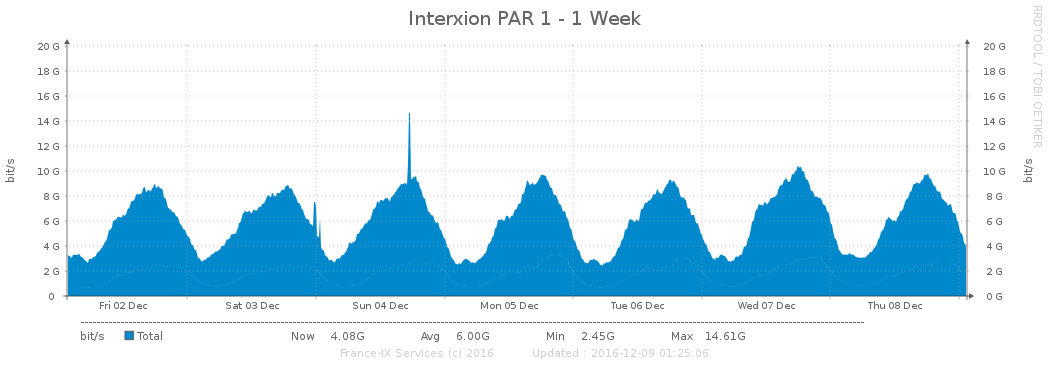 Interxion PAR 1 - 1 Week
RRDTOOL / TOBI OETIKER
bit/s
bit/s
20 G 20 G
18 G 18 G
16 G 16 G
14 G 14 G
12 G 12 G
10 G 10 G
8 G 8 G
6 G 6 G
4 G 4 G
2 G 2 G
0 0 G
Fri 02 Dec Sat 03 Dec Sun 04 Dec Mon 05 Dec Tue 06 Dec Wed 07 Dec Thu 08 Dec
bit/s Total Now 4.08G Avg 6.00G Min 2.45G Max 14.61G
France-IX Services (c) 2016 Updated : 2016-12-09 01:25:06